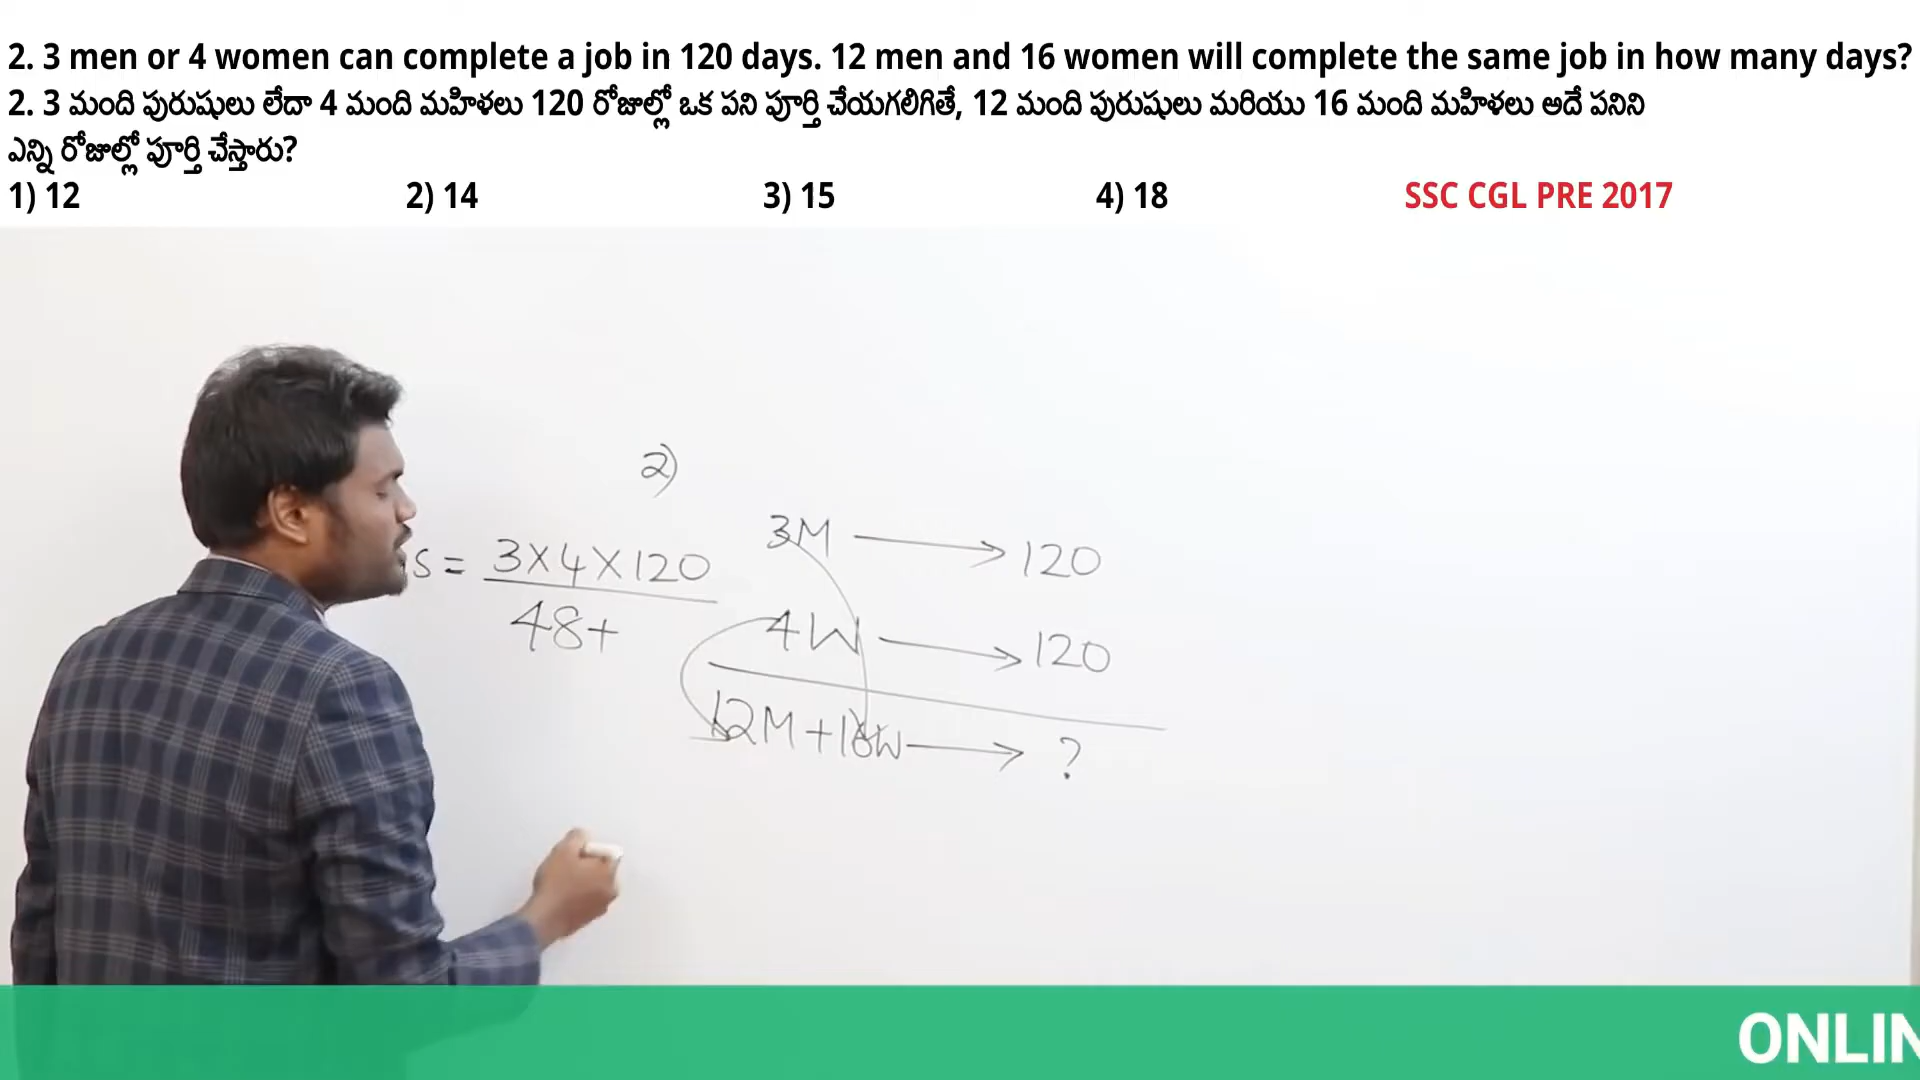 2. 3 men or 4 women can complete a job in 120 days. 12 men and 16 women will complete the same job in how many days?
2. 3 మంది పురుషులు లేదా 4 మంది మహిళలు 120 రోజుల్లో ఒక పని పూర్తి చేయగలిగితే, 12 మంది పురుషులు మరియు 16 మంది మహిళలు అదే పనిని
ఎన్ని రోజుల్లో పూర్తి చేస్తారు?
1) 12 2) 14 3) 15 4) 18 SSC CGL PRE 2017
2)
3M → 120
s = 3X4X120
48+
4W → 120
12M+16W → ?
ONLIN